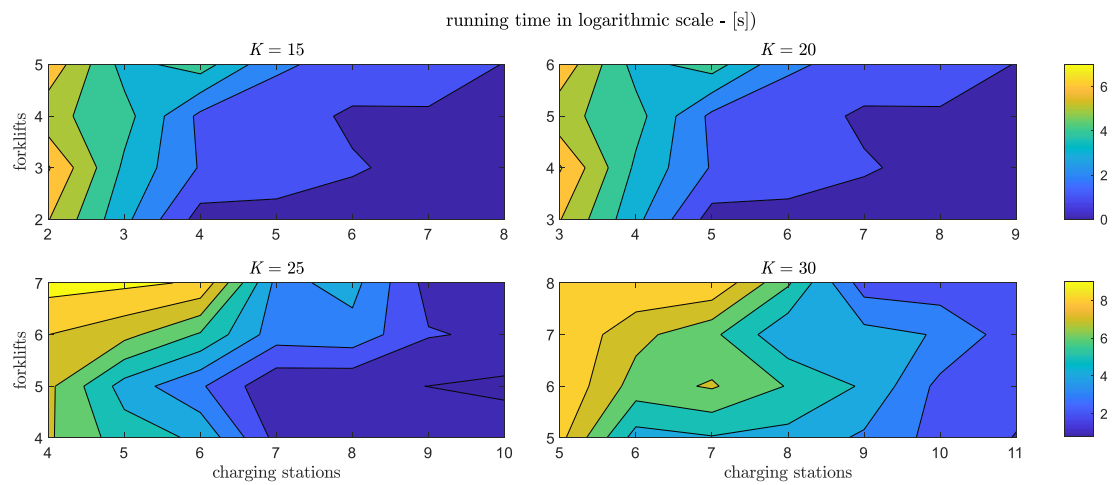 running time in logarithmic scale - [s])
K = 15
K = 20
5
4
3
2
forklifts
2 3 4 5 6 7 8
6
5
4
3
3 4 5 6 7 8 9
6
4
2
0
K = 25
K = 30
7
6
5
4
forklifts
4 5 6 7 8 9 10
charging stations
8
7
6
5
5 6 7 8 9 10 11
charging stations
8
6
4
2